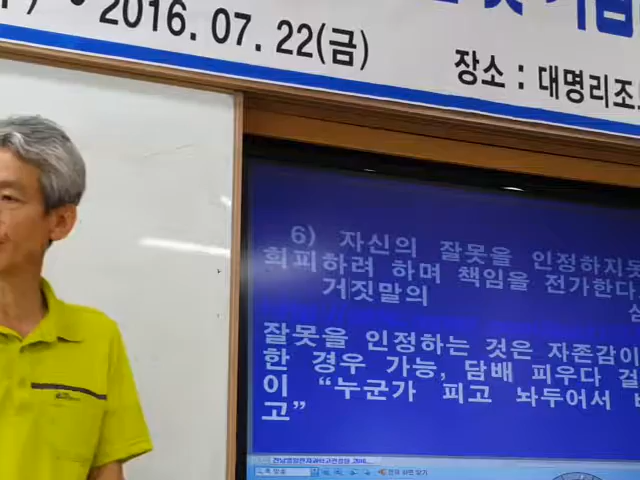 2016. 07. 22(금)
장소 : 대명리조
6) 자신의 잘못을 인정하지못
회피하려 하며 책임을 전가한다
거짓말의
잘못을 인정하는 것은 자존감이
한 경우 가능, 담배 피우다 걸
이 “누군가 피고 놔두어서
고”